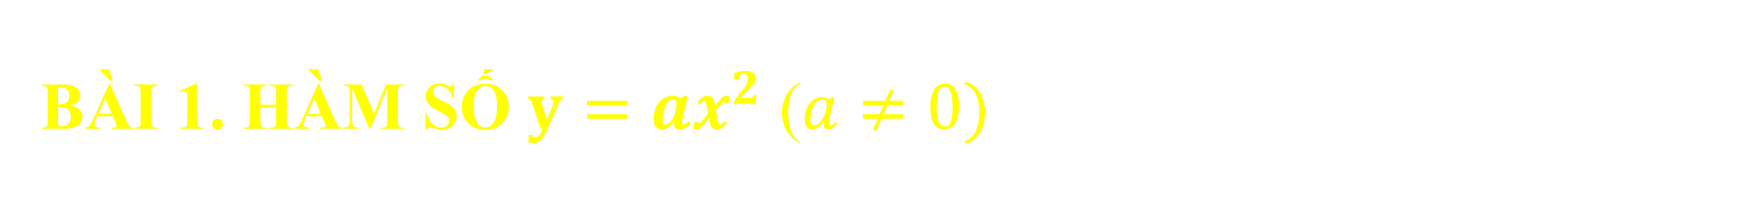 BÀI 1. HÀM SỐ y = ax² (a ≠ 0)